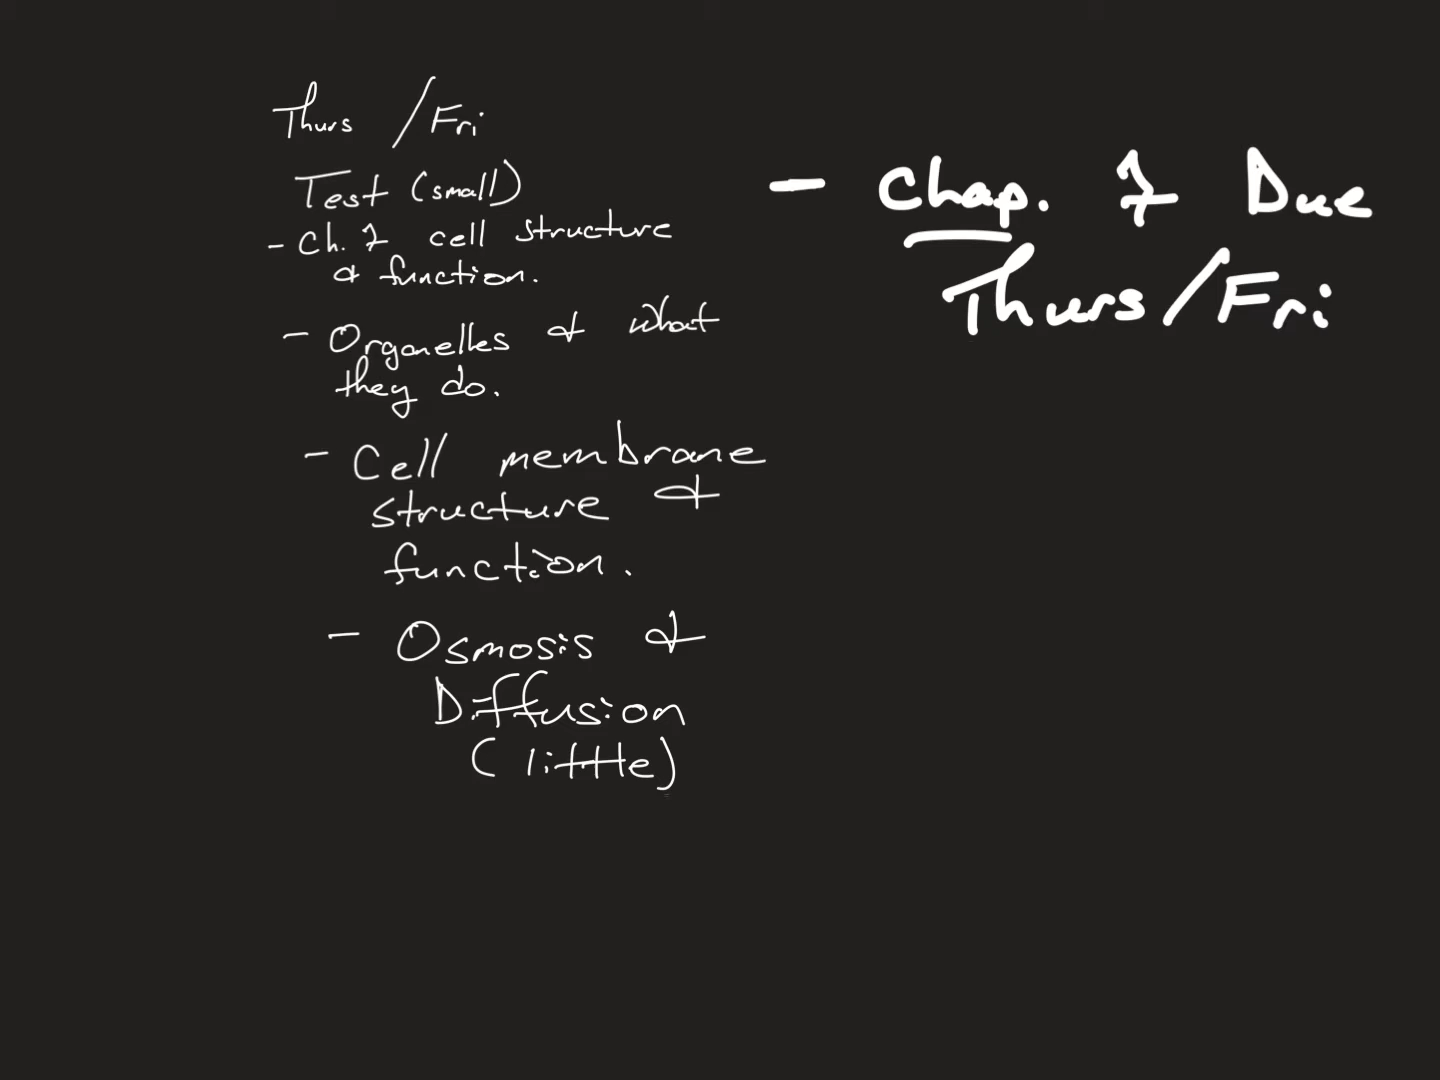 Thurs /Fri
Test (small)
- Ch. 7 cell structure
& function.
- Organelles & what
they do.
- Cell membrane
structure &
function.
- Osmosis &
Diffusion
(little)
- Chap. 7 Due
Thurs/Fri